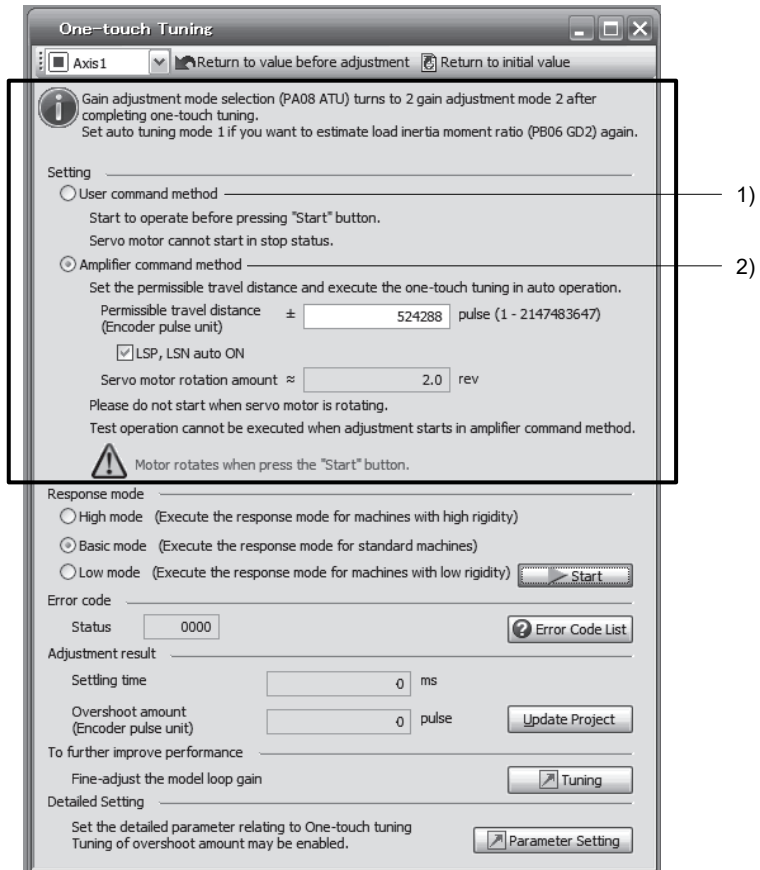 One-touch Tuning
Axis1 Return to value before adjustment Return to initial value
Gain adjustment mode selection (PA08 ATU) turns to 2 gain adjustment mode 2 after
completing one-touch tuning.
Set auto tuning mode 1 if you want to estimate load inertia moment ratio (PB06 GD2) again.
Setting
User command method 1)
Start to operate before pressing "Start" button.
Servo motor cannot start in stop status.
Amplifier command method 2)
Set the permissible travel distance and execute the one-touch tuning in auto operation.
Permissible travel distance
(Encoder pulse unit) ± 524288 pulse (1 - 2147483647)
LSP, LSN auto ON
Servo motor rotation amount ≈ 2.0 rev
Please do not start when servo motor is rotating.
Test operation cannot be executed when adjustment starts in amplifier command method.
Motor rotates when press the "Start" button.
Response mode
High mode (Execute the response mode for machines with high rigidity)
Basic mode (Execute the response mode for standard machines)
Low mode (Execute the response mode for machines with low rigidity) Start
Error code
Status 0000 Error Code List
Adjustment result
Settling time 0 ms
Overshoot amount
(Encoder pulse unit) 0 pulse Update Project
To further improve performance
Fine-adjust the model loop gain Tuning
Detailed Setting
Set the detailed parameter relating to One-touch tuning
Tuning of overshoot amount may be enabled. Parameter Setting